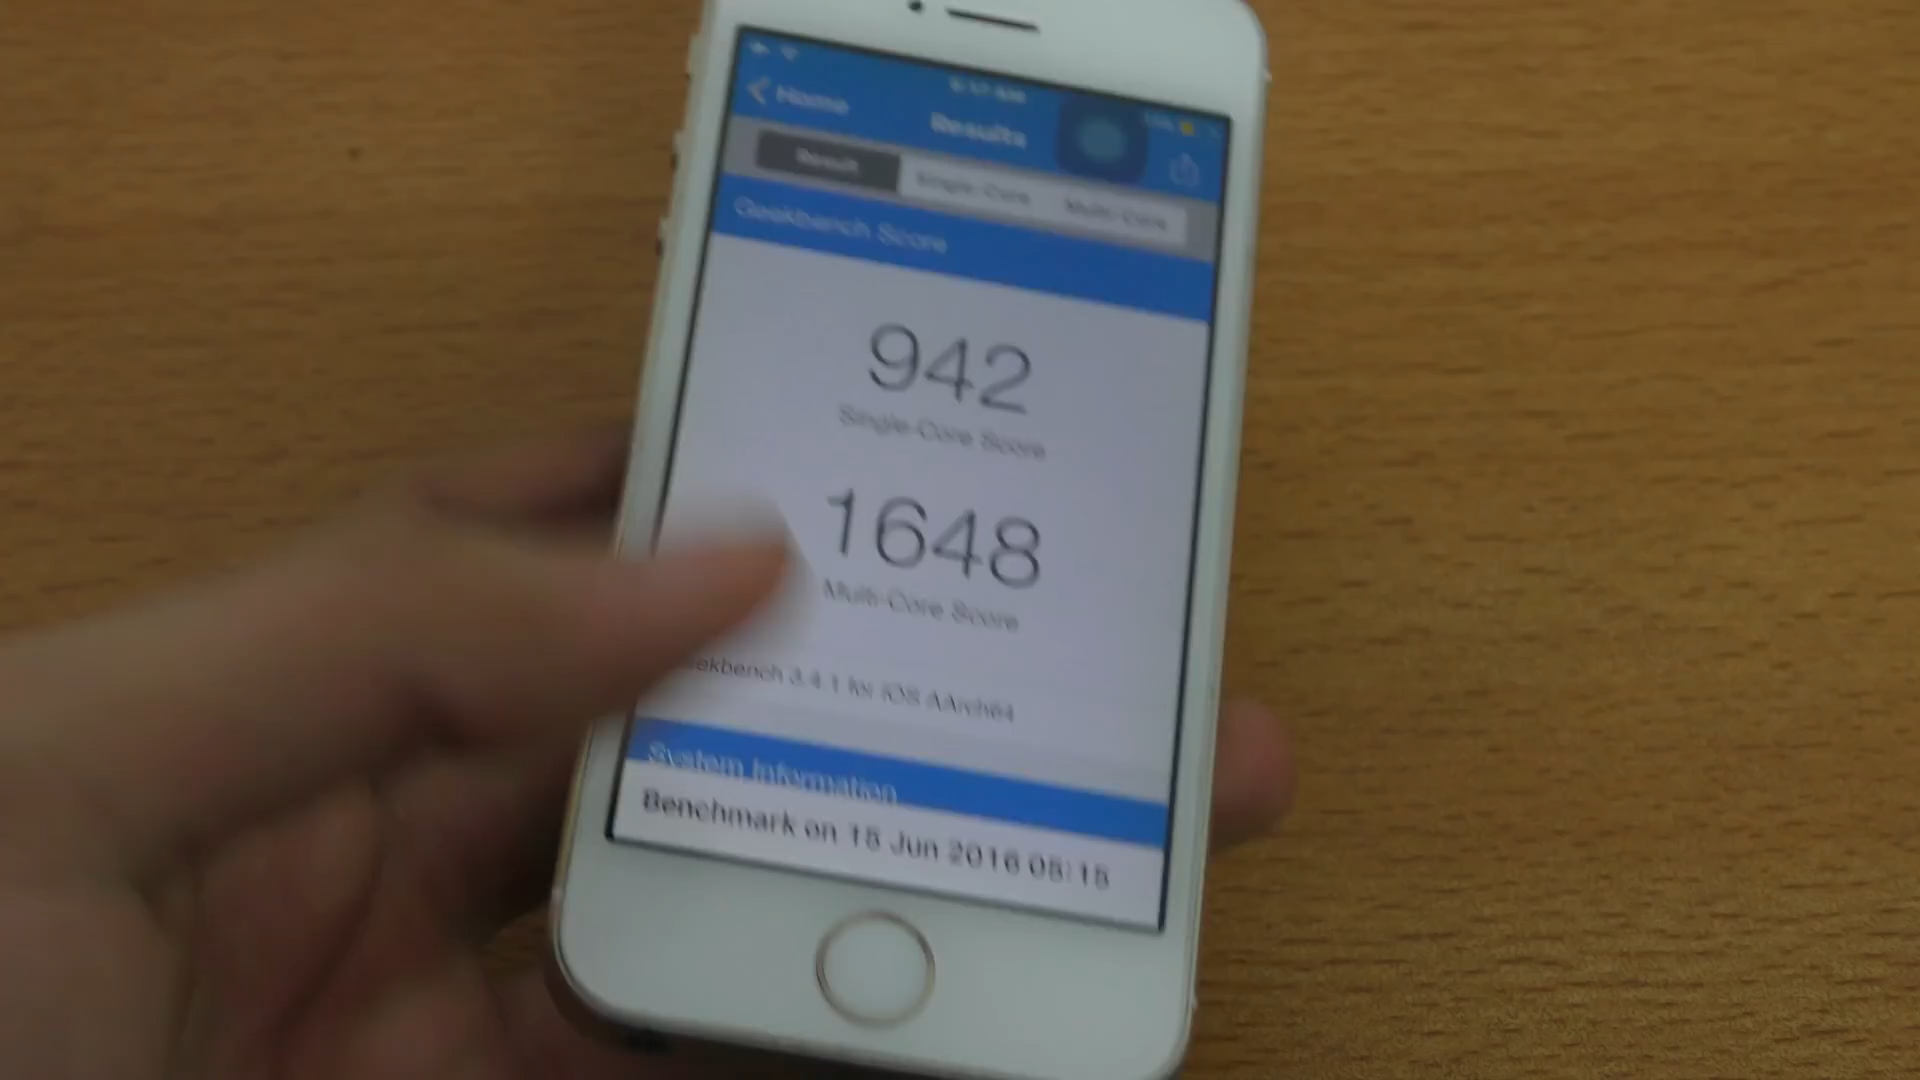 Home
Results
Result Single-Core Multi-Core
Geekbench Score
942
Single-Core Score
1648
Multi-Core Score
ekbench 3.4.1 for iOS AArch64
System Information
Benchmark on 15 Jun 2016 05:15